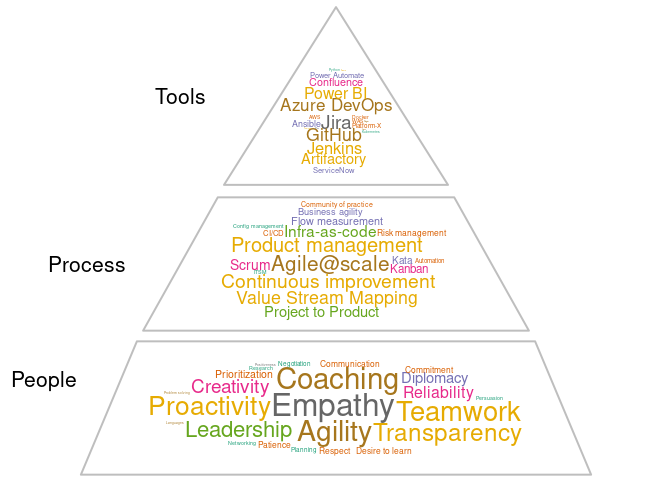 Python
Power Automate
Confluence
Tools
Power BI
Azure DevOps
AWS Jira Docker
Ansible Platform-X
GitHub Kubernetes
Jenkins
Artifactory
ServiceNow
Community of practice
Business agility
Flow measurement
Config management
CI/CD Infra-as-code Risk management
Product management
Process
Scrum Agile@scale Kata Automation
Kanban
Continuous improvement
Value Stream Mapping
Project to Product
Negotiation Communication
Research
Prioritization Coaching Commitment
People
Creativity Diplomacy
Problem solving Reliability
Persuasion
Proactivity Empathy Teamwork
Languages
Leadership Agility Transparency
Networking Patience Planning Respect Desire to learn